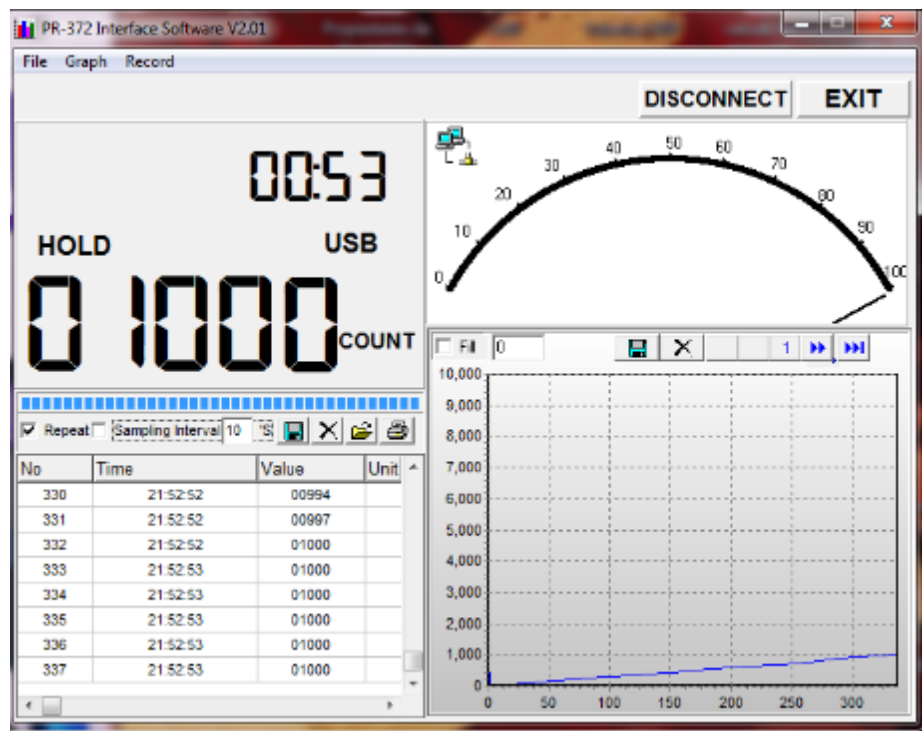 PR-372 Interface Software V2.01
File Graph Record
DISCONNECT EXIT
00:53
HOLD USB
01000
COUNT
0 10 20 30 40 50 60 70 80 90 100
Fill 0 1
Repeat Sampling Interval 10 'S
No Time Value Unit
330 21:52:52 00994
331 21:52:52 00997
332 21:52:52 01000
333 21:52:53 01000
334 21:52:53 01000
335 21:52:53 01000
336 21:52:53 01000
337 21:52:53 01000
10,000
9,000
8,000
7,000
6,000
5,000
4,000
3,000
2,000
1,000
0
0 50 100 150 200 250 300